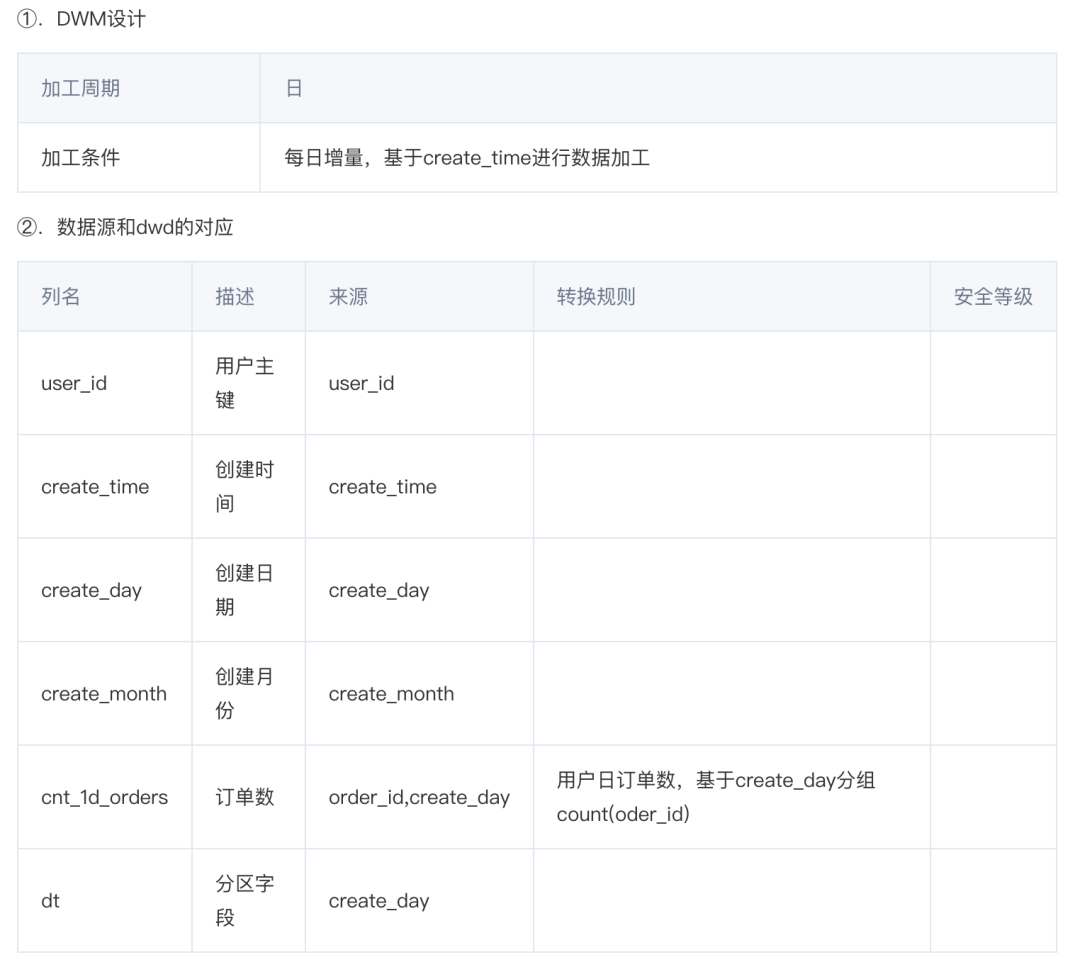 ①. DWM设计
加工周期 日
加工条件 每日增量，基于create_time进行数据加工
②. 数据源和dwd的对应
列名 描述 来源 转换规则 安全等级
user_id 用户主键 user_id
create_time 创建时间 create_time
create_day 创建日期 create_day
create_month 创建月份 create_month
cnt_1d_orders 订单数 order_id,create_day 用户日订单数，基于create_day分组
count(oder_id)
dt 分区字段 create_day